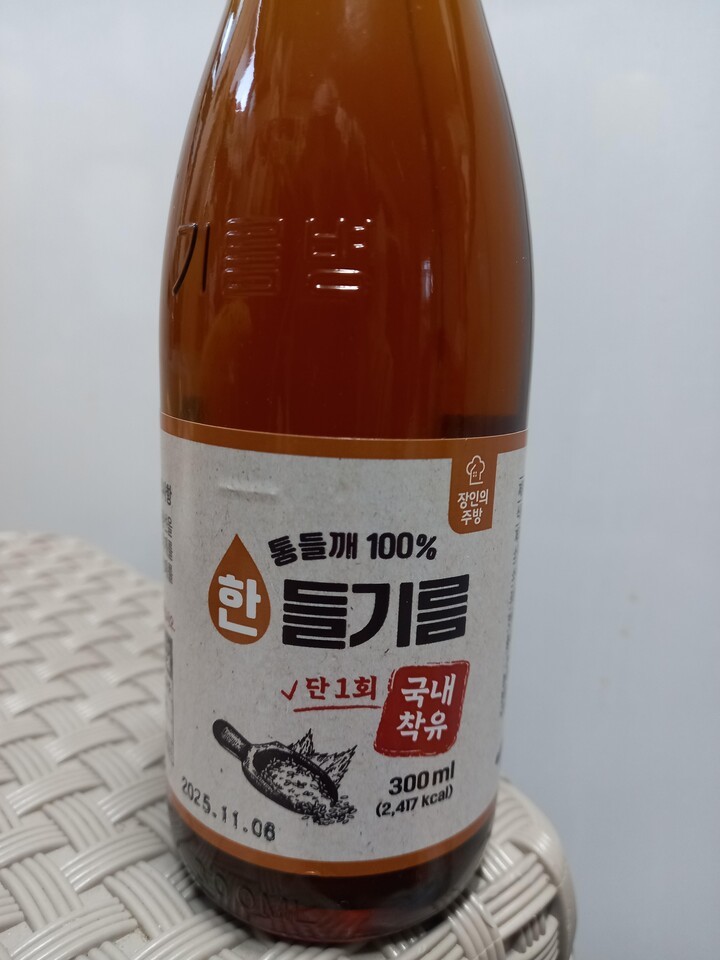 기름병
장인의
주방
통들깨 100%
한 들기름
✓단1회 국내
착유
300ml
(2,417 kcal)
2025.11.06